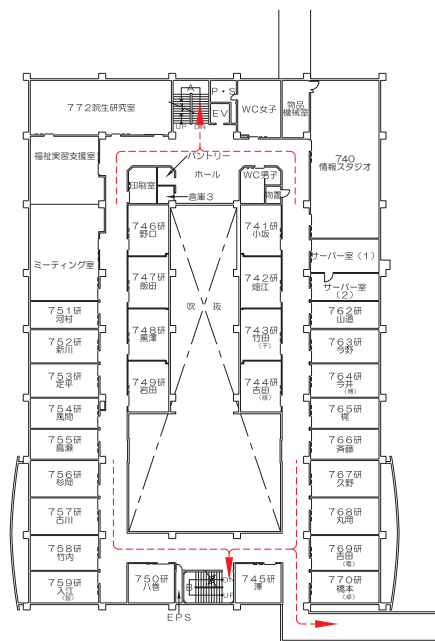 772院生研究室
A
UP DN
P・S
EV
WC女子
物品
機械室
福祉実習支援室
パントリー
ホール
740
情報スタジオ
印刷室
倉庫3
WC男子
物置
746研
野口
741研
小坂
ミーティング室
サーバー室(1)
747研
飯田
742研
畑江
サーバー室
(2)
吹 抜
751研
河村
762研
山過
748研
黒澤
743研
竹田
(干)
752研
新川
763研
今野
753研
定平
749研
岩田
744研
吉田
(修)
764研
今井
(博)
754研
風間
765研
梶
755研
島瀬
766研
斉藤
756研
杉岡
767研
久野
757研
古川
768研
丸岡
758研
竹内
769研
吉田
(竜)
759研
入江
(智)
750研
八巻
B
DN
UP
745研
澤
770研
橋本
(卓)
EPS